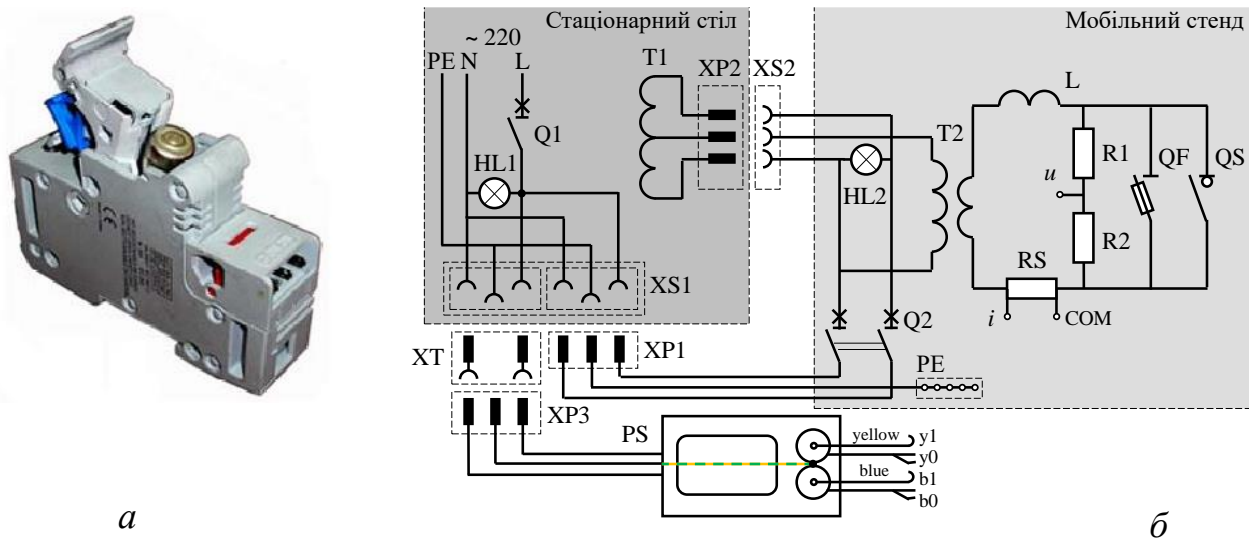 Стаціонарний стіл
Мобільний стенд
~ 220
PE N L
T1
XP2 XS2
L
Q1
T2
R1
QF
QS
HL1
HL2
u
R2
RS
XS1
i
COM
Q2
XT
XP1
PE
XP3
PS
yellow
y1
y0
blue
b1
b0
а
б